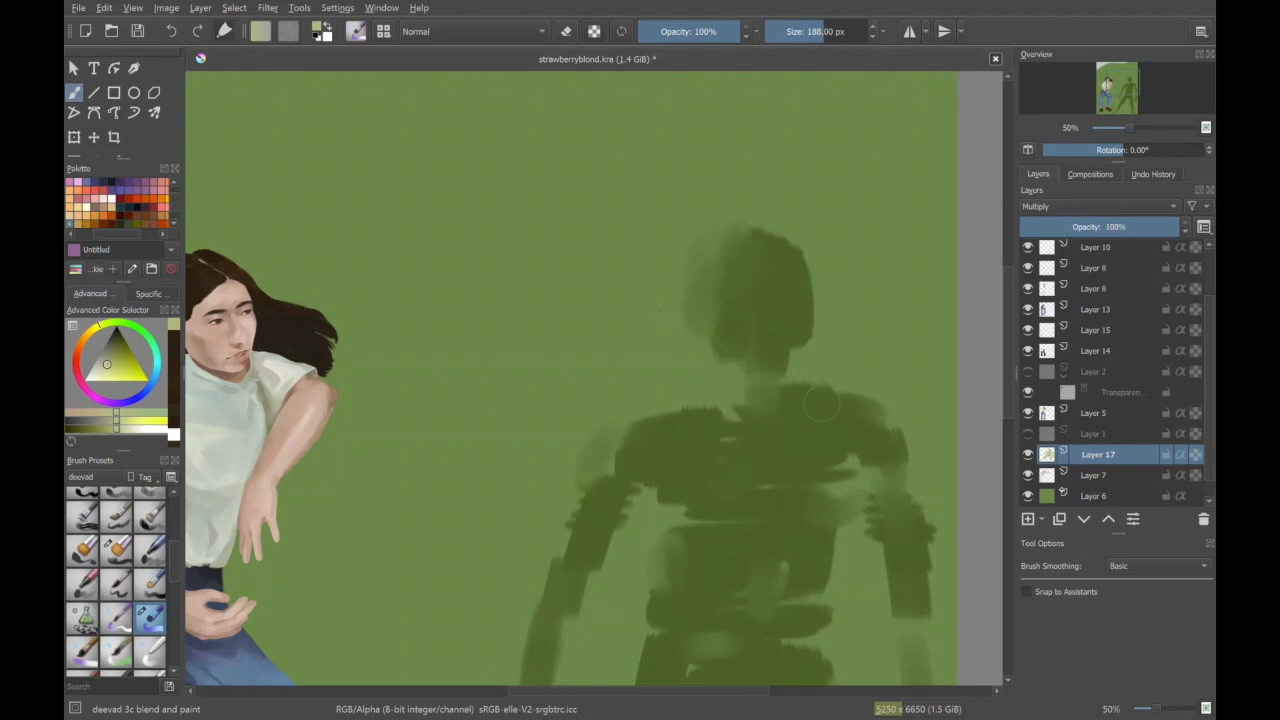 File Edit View Image Layer Select Filter Tools Settings Window Help
Normal Opacity: 100% Size: 188.00 px
strawberryblond.kra (1.4 GiB) *
Overview
50%
Rotation: 0.00°
Layers Compositions Undo History
Layers
Multiply
Opacity: 100%
Layer 10
Layer 8
Layer 8
Layer 13
Layer 15
Layer 14
Layer 2
Transparen...
Layer 5
Layer 1
Layer 17
Layer 7
Layer 6
Tool Options
Brush Smoothing: Basic
Snap to Assistants
Palette
Untitled
...kie
Advanced ... Specific ...
Advanced Color Selector
Brush Presets
deevad Tag
Search
deevad 3c blend and paint RGB/Alpha (8-bit integer/channel) sRGB-elle-V2-srgbtrc.icc 5250 x 6650 (1.5 GiB) 50%